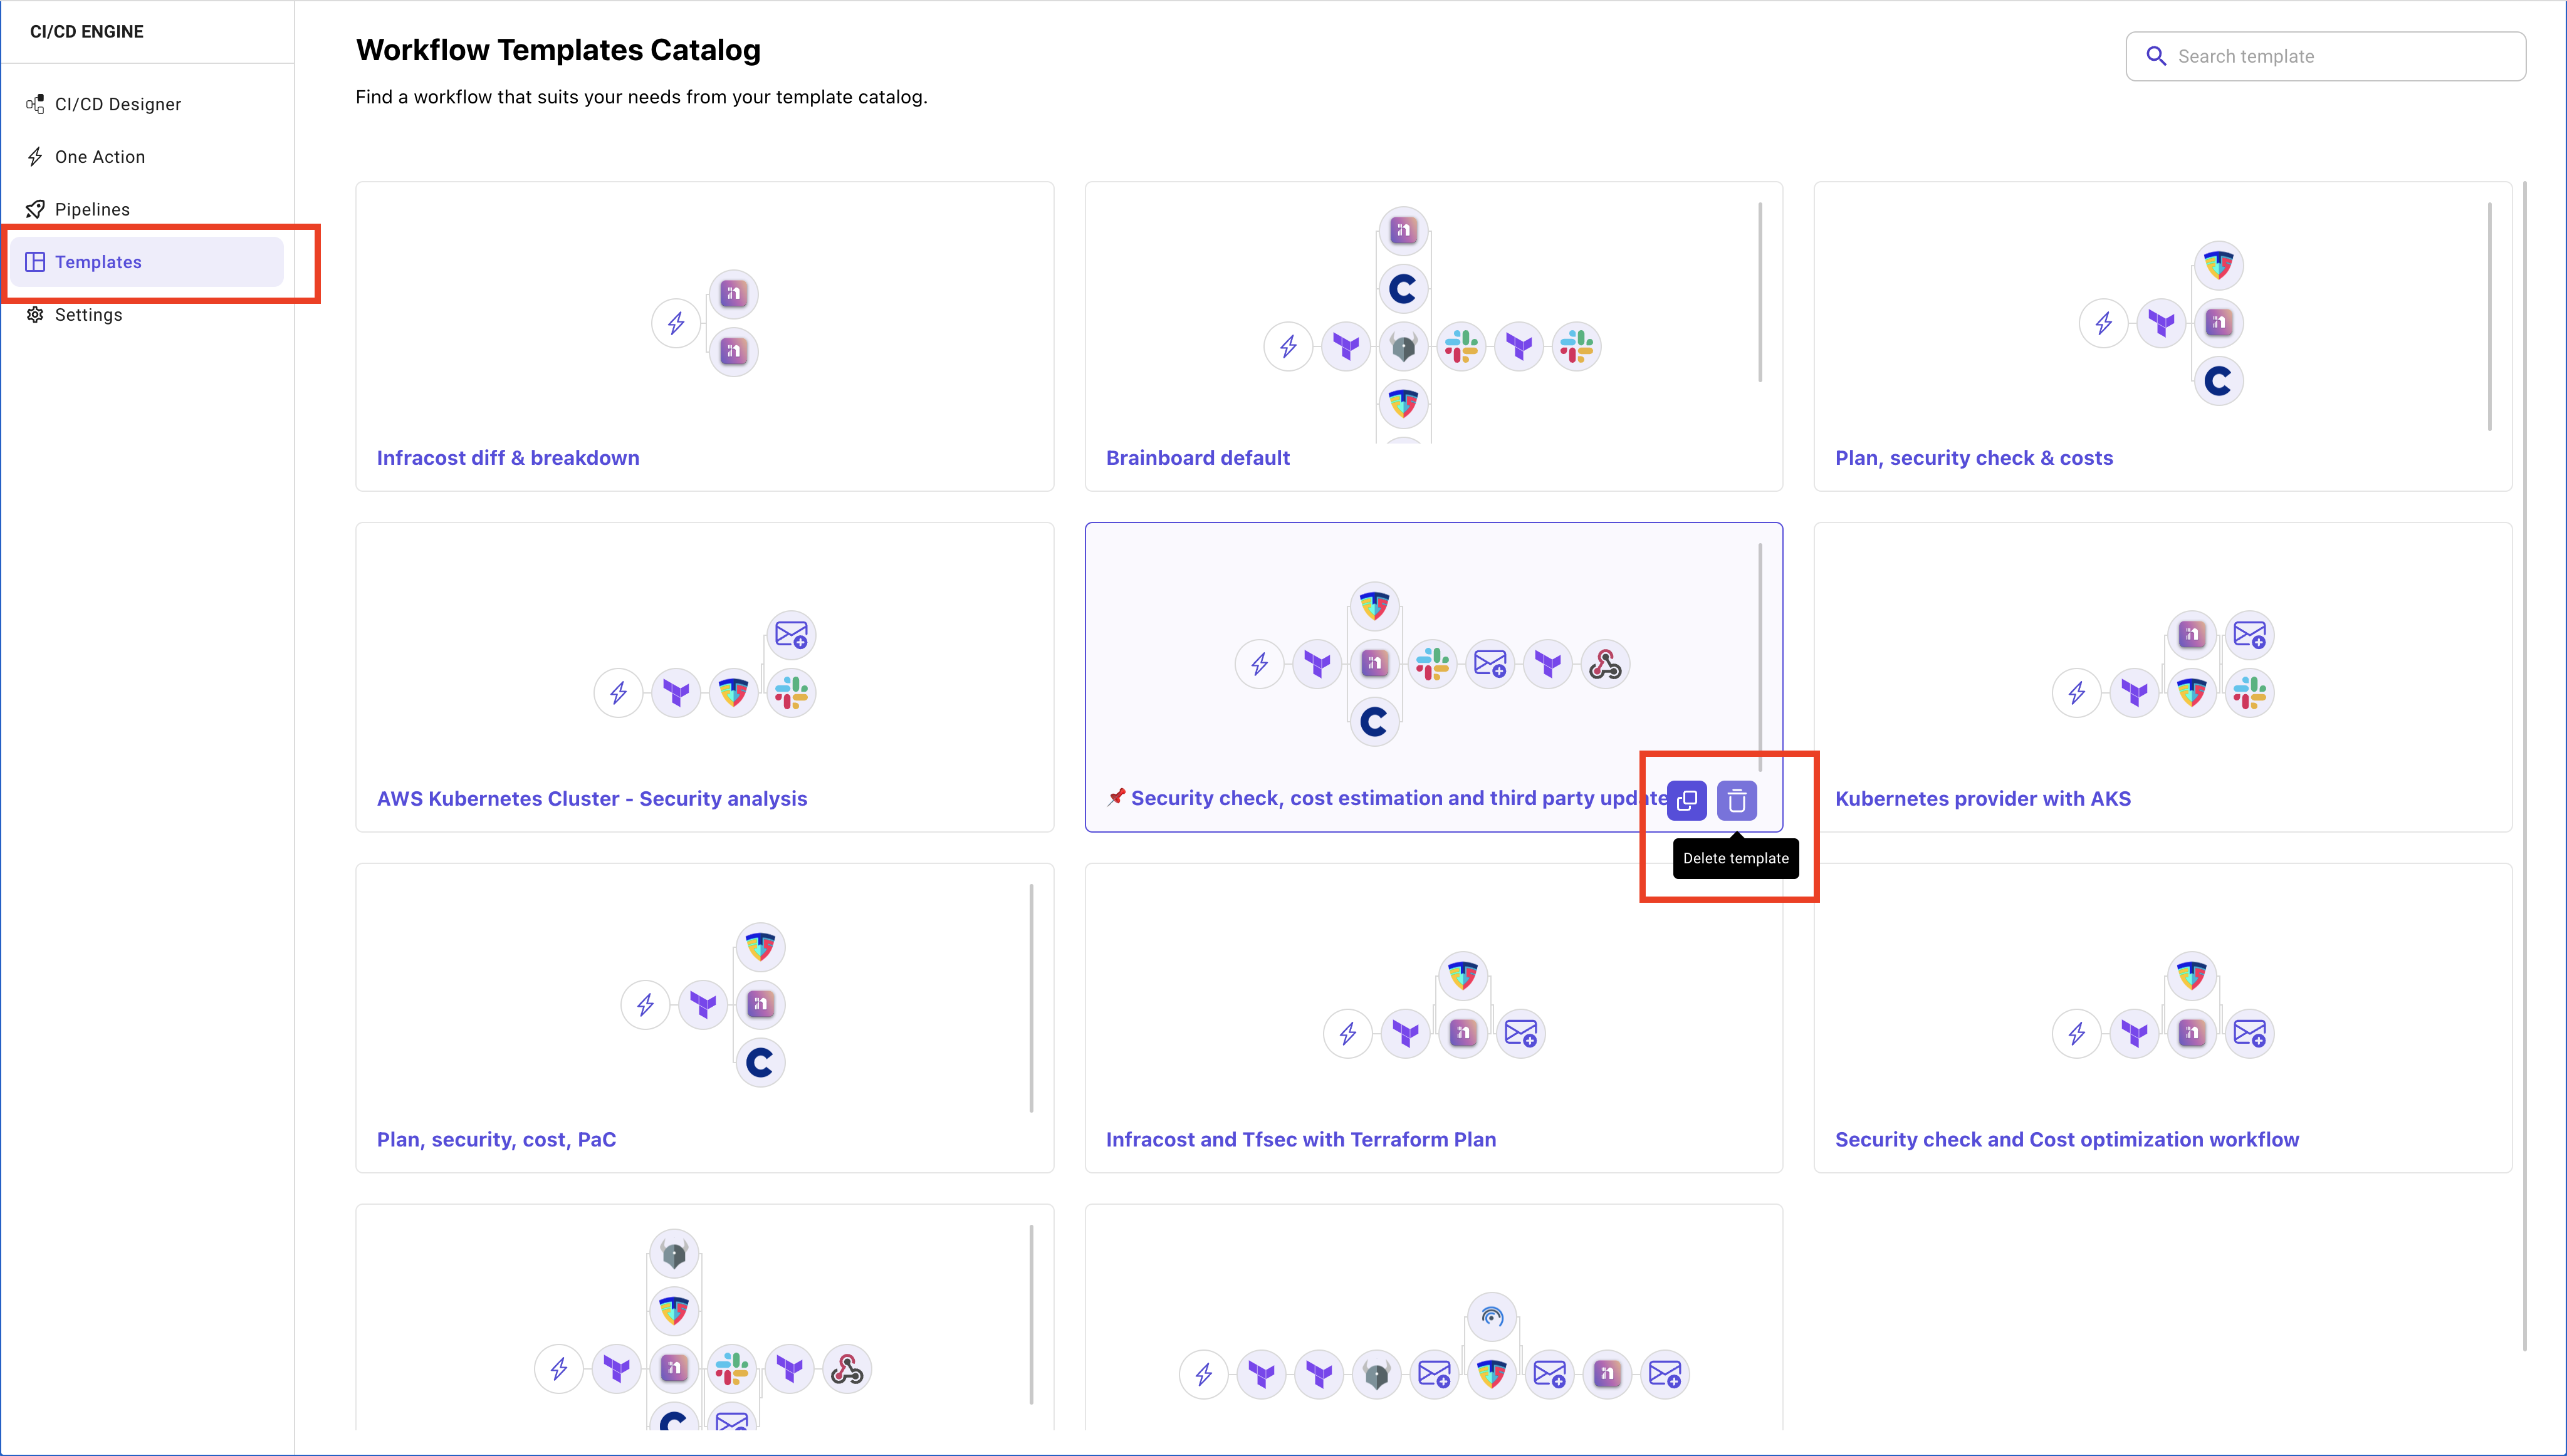 CI/CD ENGINE
CI/CD Designer
One Action
Pipelines
Templates
Settings
Workflow Templates Catalog
Find a workflow that suits your needs from your template catalog.
Search template
Infracost diff & breakdown
Brainboard default
Plan, security check & costs
AWS Kubernetes Cluster - Security analysis
📌 Security check, cost estimation and third party update
Kubernetes provider with AKS
Delete template
Plan, security, cost, PaC
Infracost and Tfsec with Terraform Plan
Security check and Cost optimization workflow